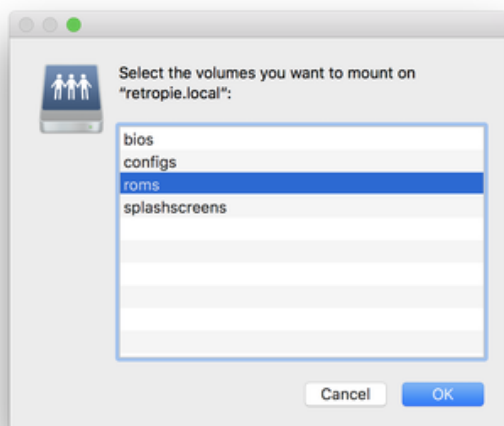 Select the volumes you want to mount on
“retropie.local”:
bios
configs
roms
splashscreens
Cancel
OK